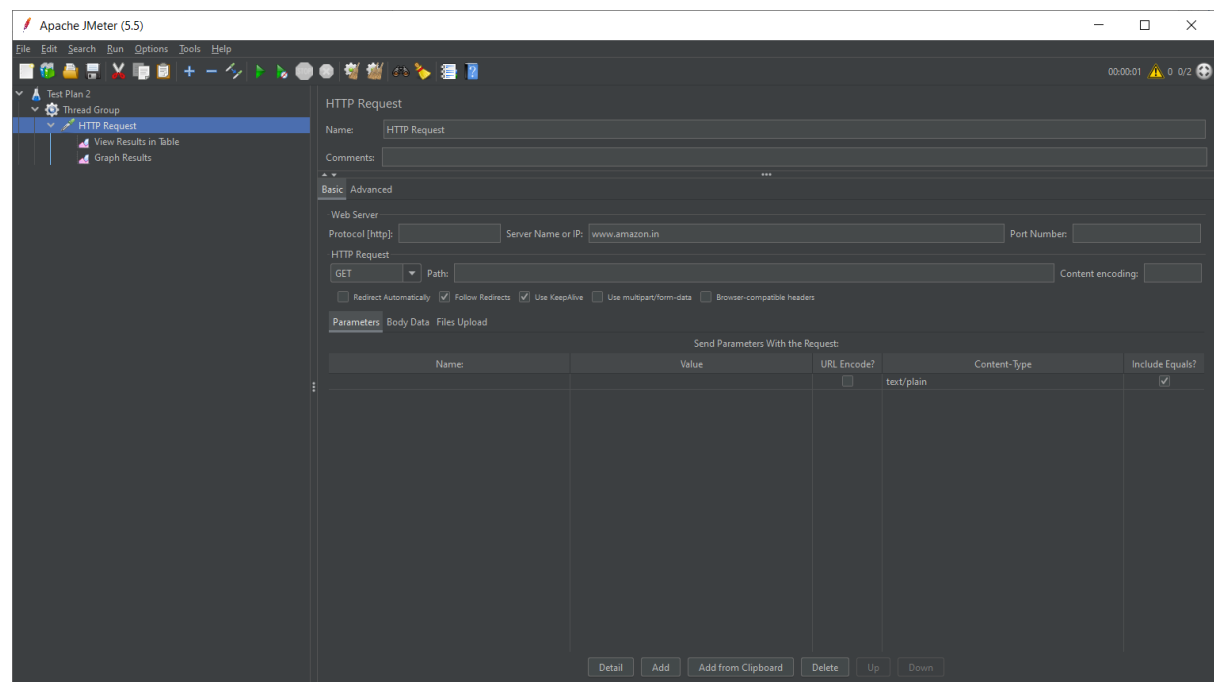 Apache JMeter (5.5)
File Edit Search Run Options Tools Help
00:00:01 0 0/2
Test Plan 2
Thread Group
HTTP Request
View Results in Table
Graph Results
HTTP Request
Name: HTTP Request
Comments:
Basic Advanced
Web Server
Protocol [http]: Server Name or IP: www.amazon.in Port Number:
HTTP Request
GET Path: Content encoding:
Redirect Automatically Follow Redirects Use KeepAlive Use multipart/form-data Browser-compatible headers
Parameters Body Data Files Upload
Send Parameters With the Request:
Name: Value URL Encode? Content-Type Include Equals?
text/plain
Detail Add Add from Clipboard Delete Up Down